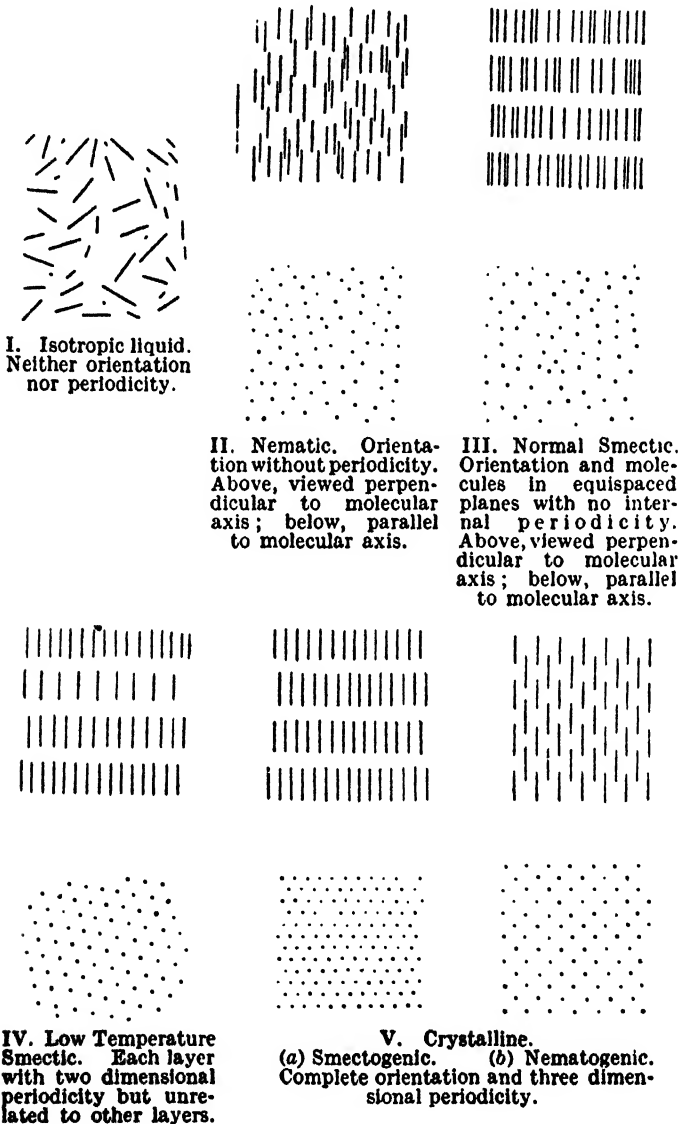 I. Isotropic liquid.
Neither orientation
nor periodicity.
II. Nematic. Orienta-
tion without periodicity.
Above, viewed perpen-
dicular to molecular
axis; below, parallel
to molecular axis.
III. Normal Smectic.
Orientation and mole-
cules in equispaced
planes with no inter-
nal periodicity.
Above, viewed perpen-
dicular to molecular
axis; below, parallel
to molecular axis.
IV. Low Temperature
Smectic. Each layer
with two dimensional
periodicity but unre-
lated to other layers.
V. Crystalline.
(a) Smectogenic. (b) Nematogenic.
Complete orientation and three dimen-
sional periodicity.